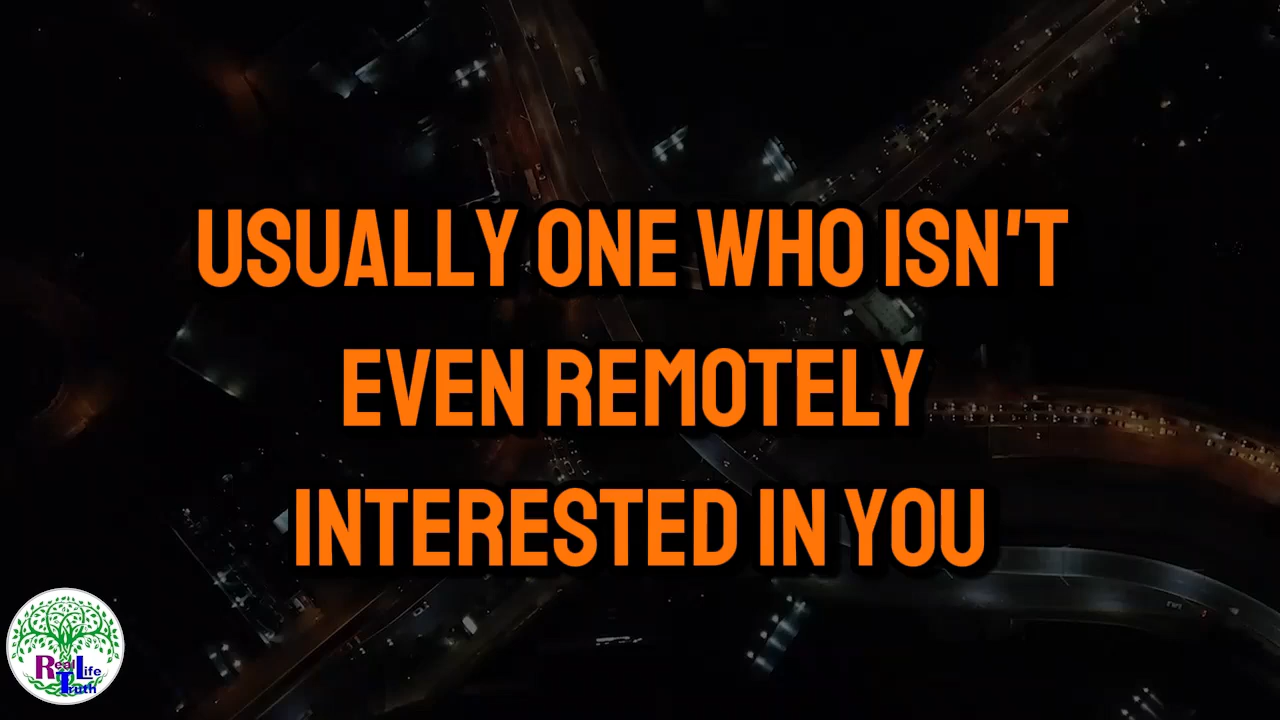 USUALLY ONE WHO ISN'T
EVEN REMOTELY
INTERESTED IN YOU
Real Life
Truth